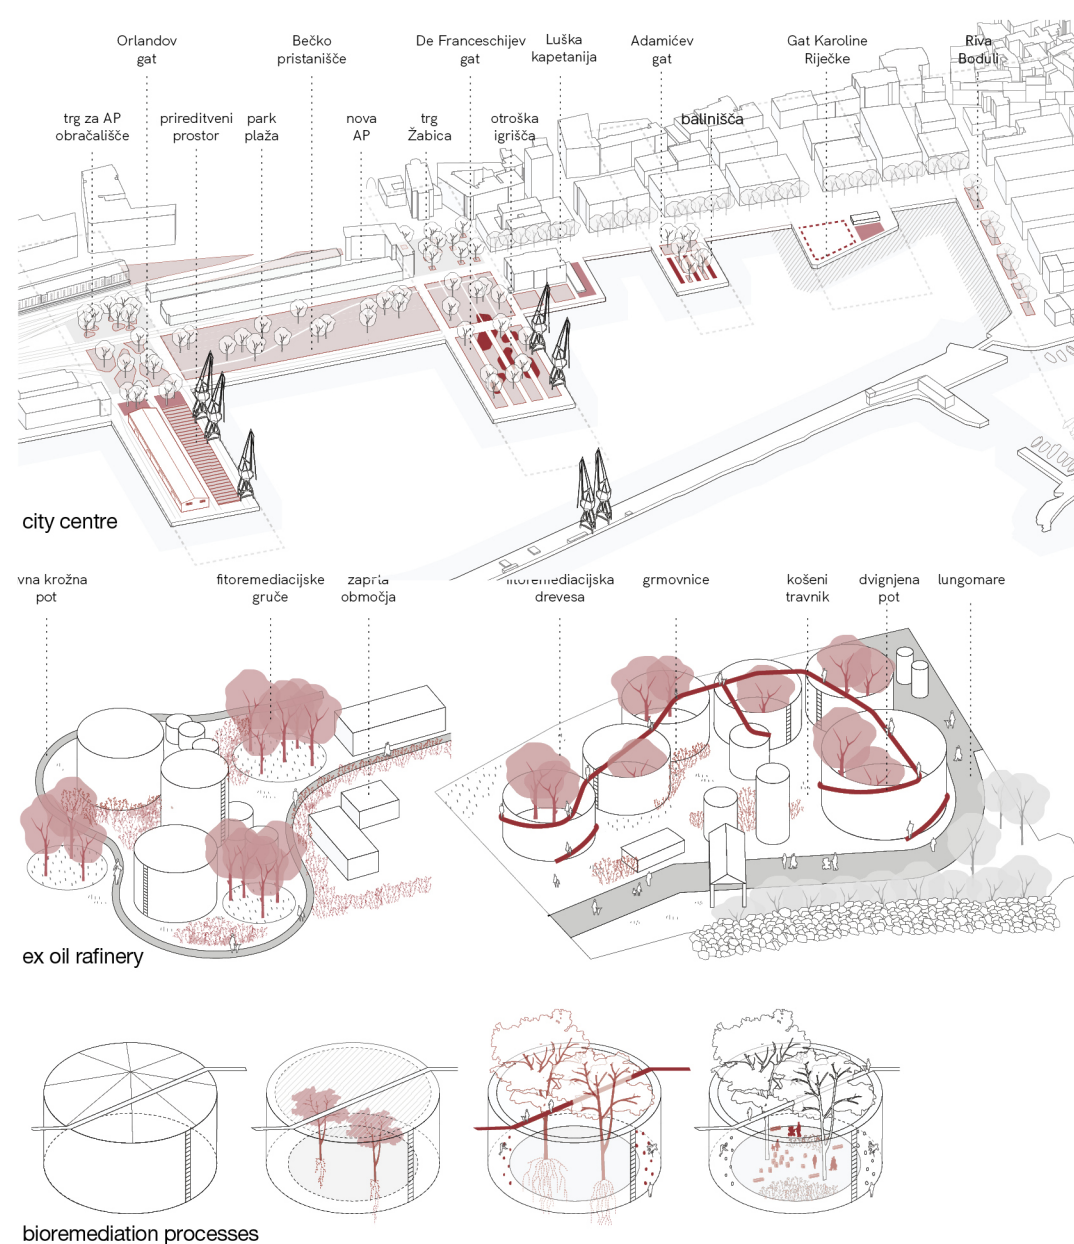 Orlandov
gat
Bečko
pristanišče
De Franceschijev
gat
Luška
kapetanija
Adamićev
gat
Gat Karoline
Riječke
Riva
Boduli
trg za AP
obračališče
prireditveni
prostor
park
plaža
nova
AP
trg
Žabica
otroška
igrišča
balinišča
city centre
vna krožna
pot
fitoremediacijske
gruče
zaprta
območja
fitoremediacijska
drevesa
grmovnice
košeni
travnik
dvignjena
pot
lungomare
ex oil rafinery
bioremediation processes